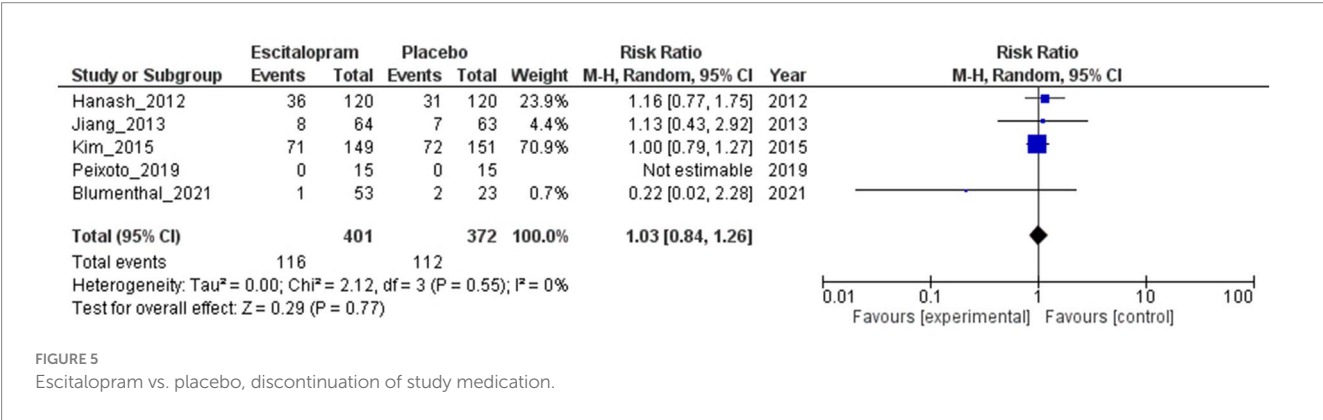 Escitalopram Placebo Risk Ratio Risk Ratio
Study or Subgroup Events Total Events Total Weight M-H, Random, 95% CI Year M-H, Random, 95% CI
Hanash_2012 36 120 31 120 23.9% 1.16 [0.77, 1.75] 2012
Jiang_2013 8 64 7 63 4.4% 1.13 [0.43, 2.92] 2013
Kim_2015 71 149 72 151 70.9% 1.00 [0.79, 1.27] 2015
Peixoto_2019 0 15 0 15 Not estimable 2019
Blumenthal_2021 1 53 2 23 0.7% 0.22 [0.02, 2.28] 2021
Total (95% CI) 401 372 100.0% 1.03 [0.84, 1.26]
Total events 116 112
Heterogeneity: Tau² = 0.00; Chi² = 2.12, df = 3 (P = 0.55); I² = 0%
Test for overall effect: Z = 0.29 (P = 0.77)
0.01 0.1 1 10 100
Favours [experimental] Favours [control]
FIGURE 5
Escitalopram vs. placebo, discontinuation of study medication.